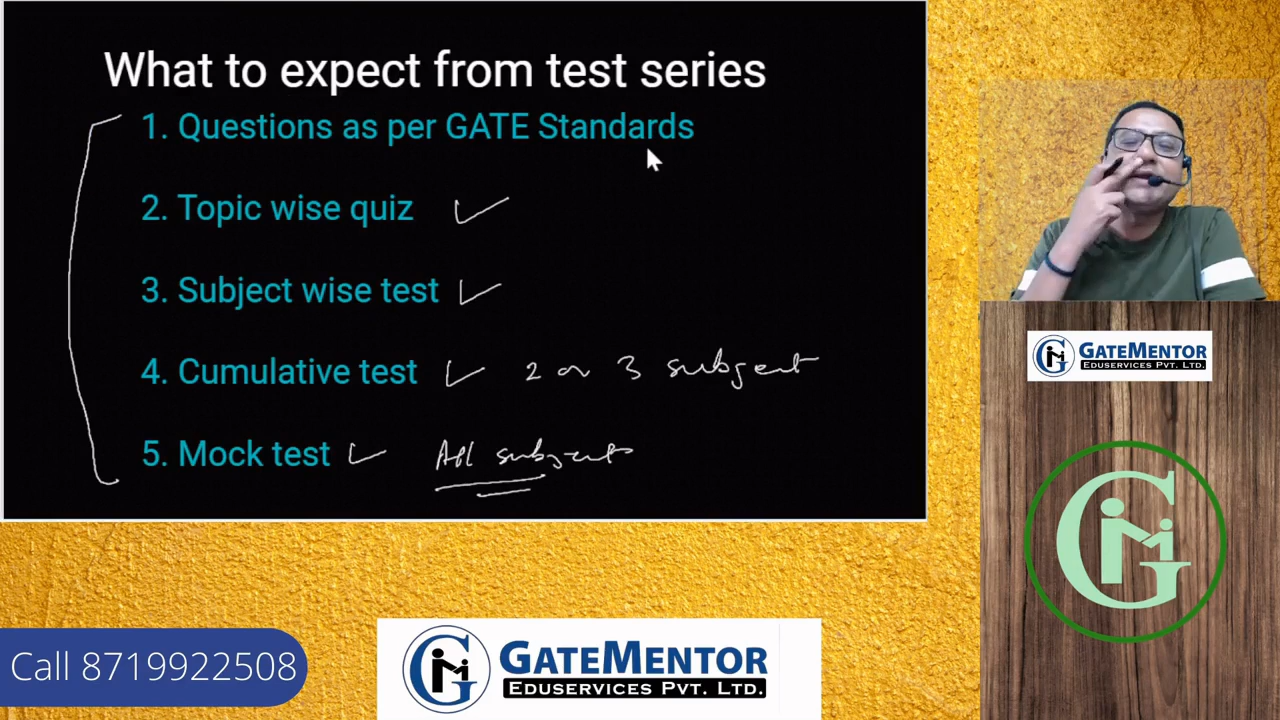 What to expect from test series
1. Questions as per GATE Standards
2. Topic wise quiz
3. Subject wise test
4. Cumulative test 2 or 3 subject
5. Mock test All subjects
GATEMENTOR
EDUSERVICES PVT. LTD.
Call 8719922508
GATEMENTOR
EDUSERVICES PVT. LTD.